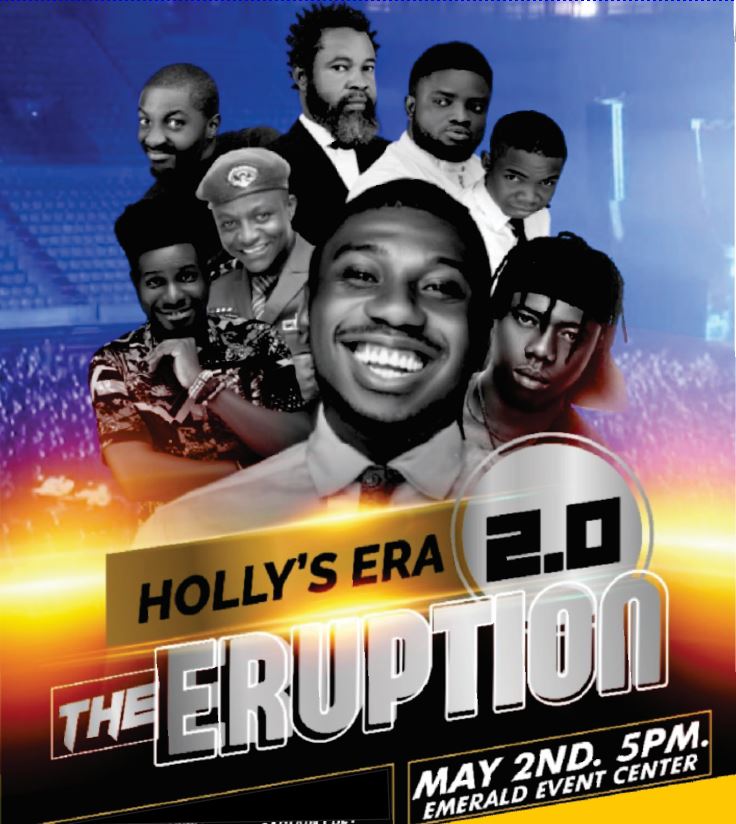 HOLLY'S ERA
2.0
THE ERUPTION
MAY 2ND. 5PM.
EMERALD EVENT CENTER